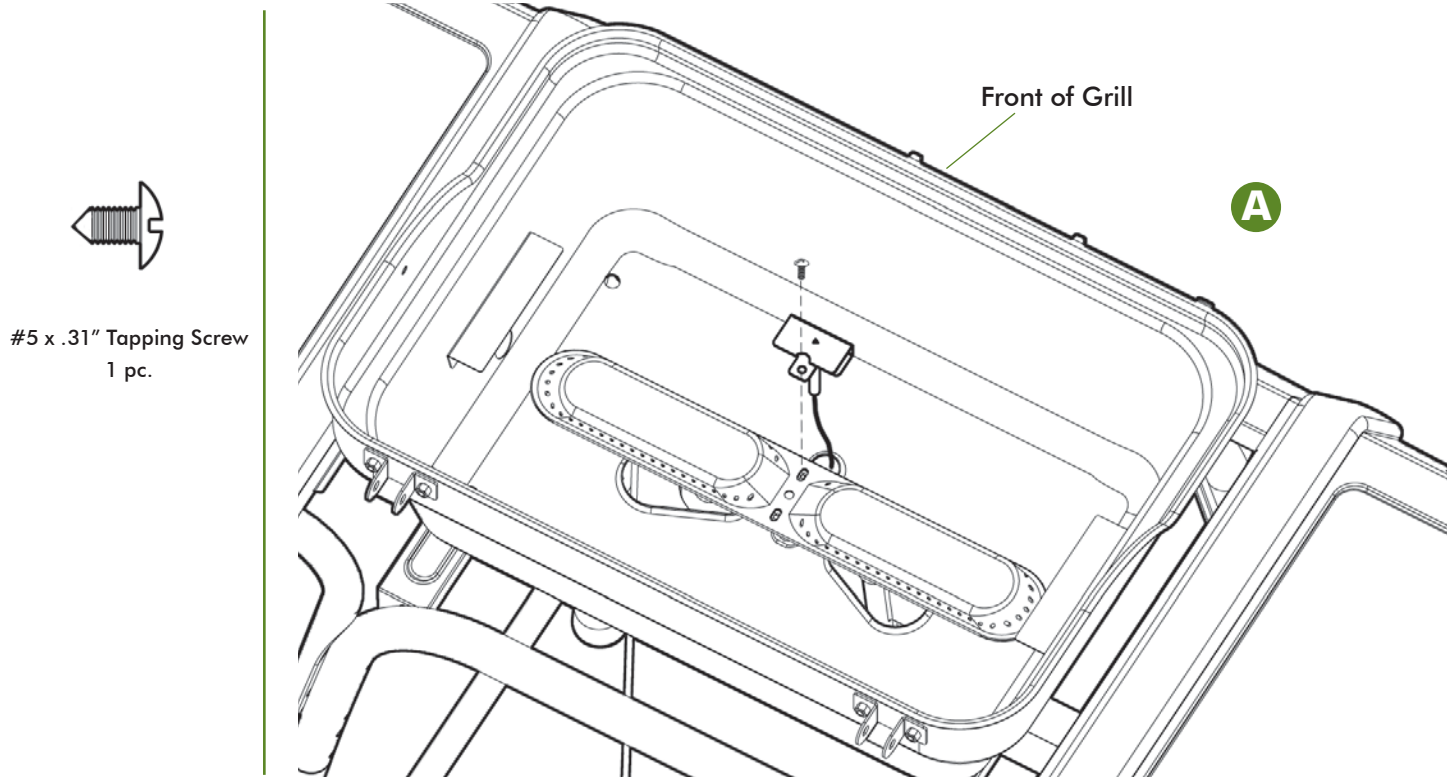 Front of Grill
A
#5 x .31” Tapping Screw
1 pc.